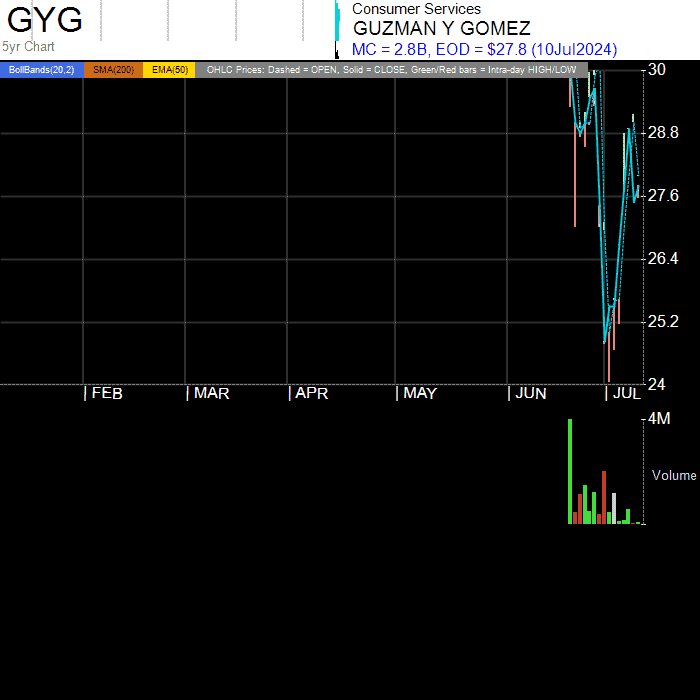 GYG
5yr Chart
Consumer Services
GUZMAN Y GOMEZ
MC = 2.8B, EOD = $27.8 (10Jul2024)
BollBands(20,2) SMA(200) EMA(50) OHLC Prices: Dashed = OPEN, Solid = CLOSE, Green/Red bars = Intra-day HIGH/LOW
30
28.8
27.6
26.4
25.2
24
| FEB | MAR | APR | MAY | JUN | JUL
4M
Volume